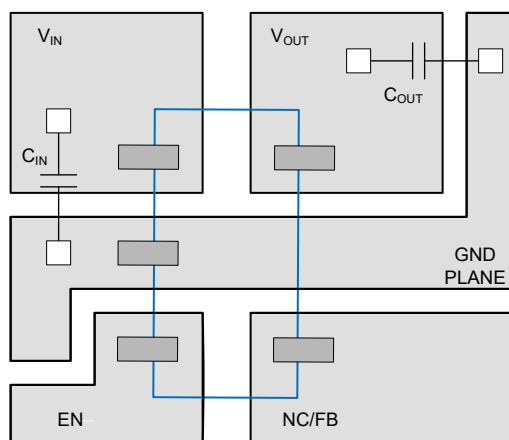 VIN
VOUT
COUT
CIN
GND
PLANE
EN
NC/FB